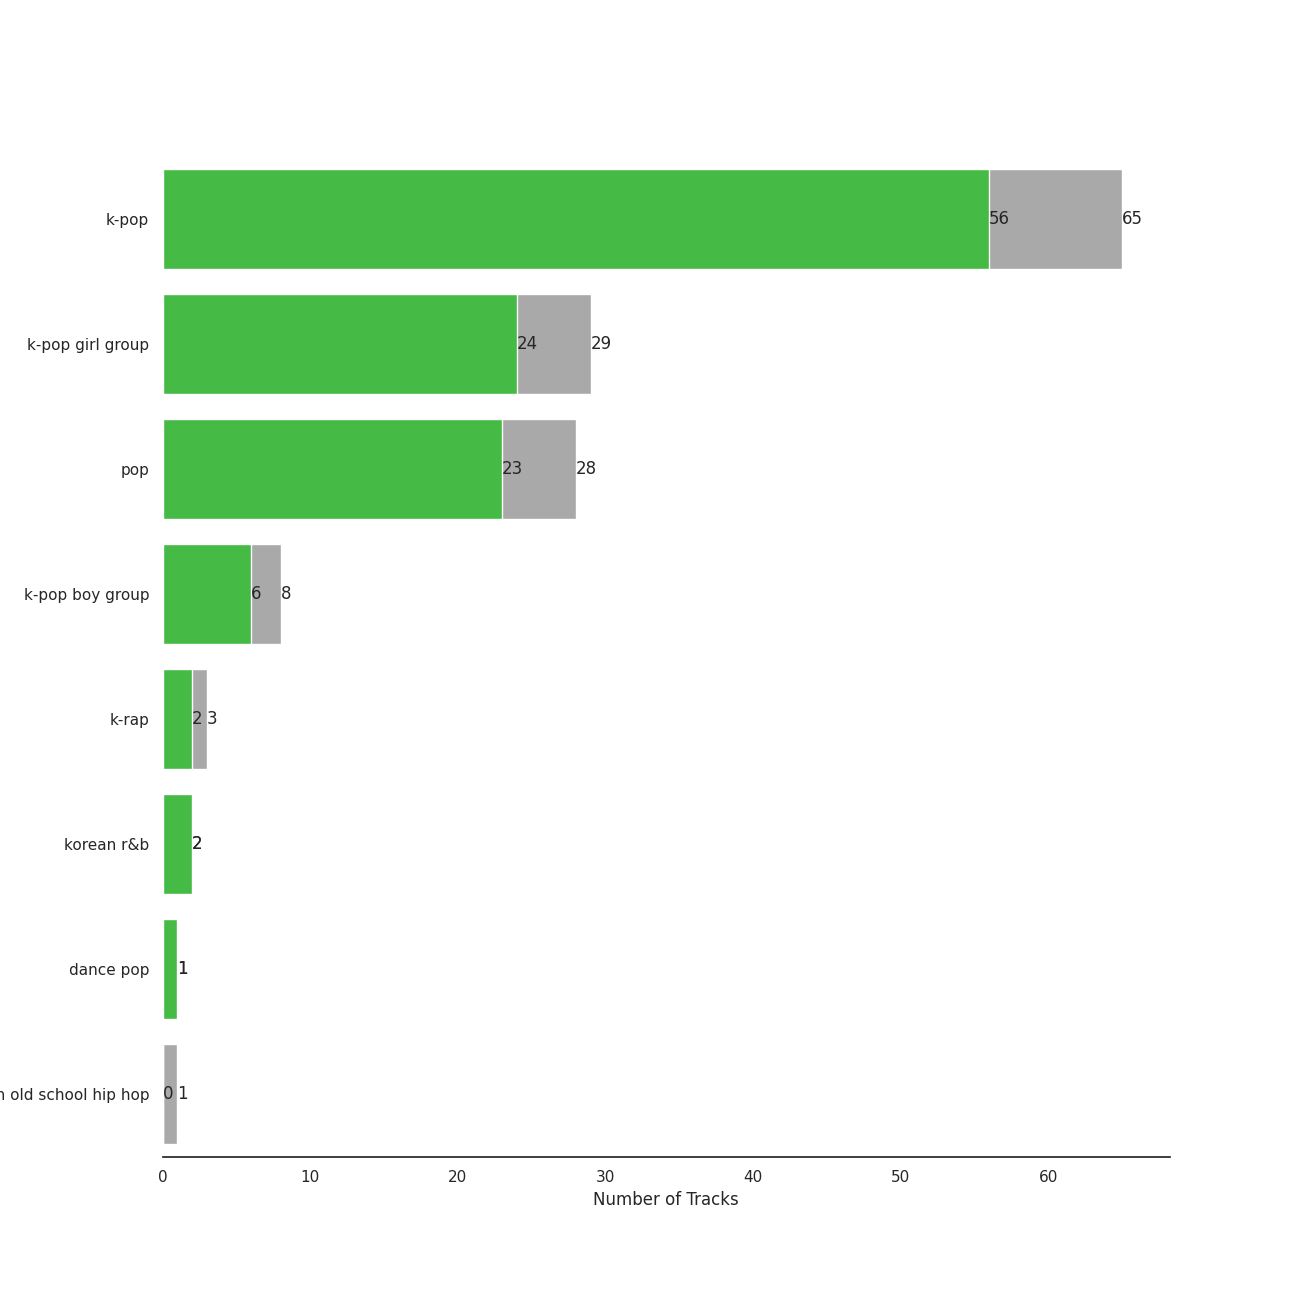 k-pop 56 65
k-pop girl group 24 29
pop 23 28
k-pop boy group 6 8
k-rap 2 3
korean r&b 2
dance pop 1
old school hip hop 0 1
0 10 20 30 40 50 60
Number of Tracks